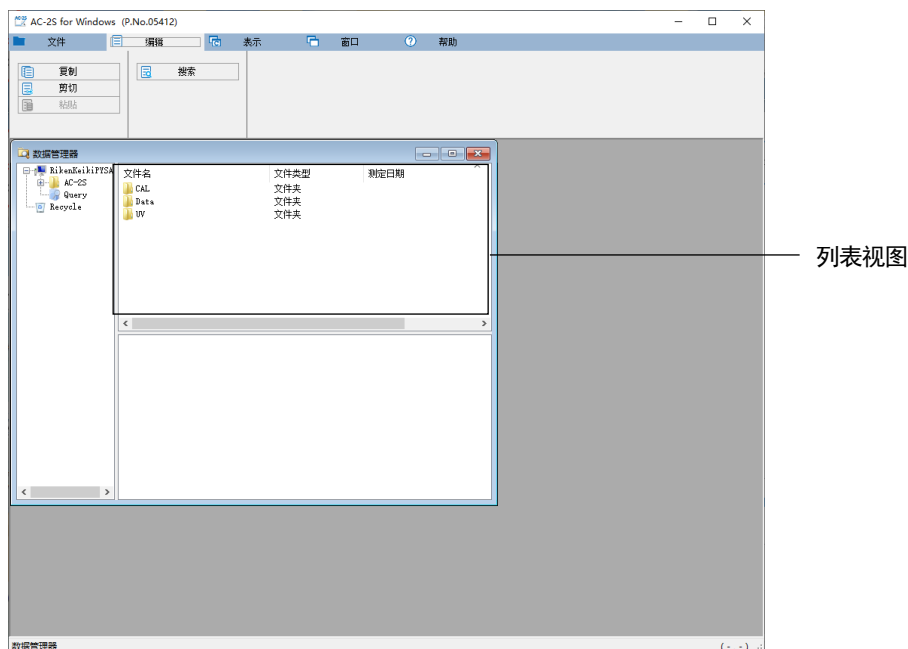 AC-2S for Windows (P.No.05412)
文件 编辑 表示 窗口 帮助
复制 搜索
剪切
粘贴
数据管理器
RikenKeikiPYSA
AC-2S
Query
Recycle
文件名 文件类型 测定日期
CAL 文件夹
Data 文件夹
UV 文件夹
列表视图
数据管理器 (- -)